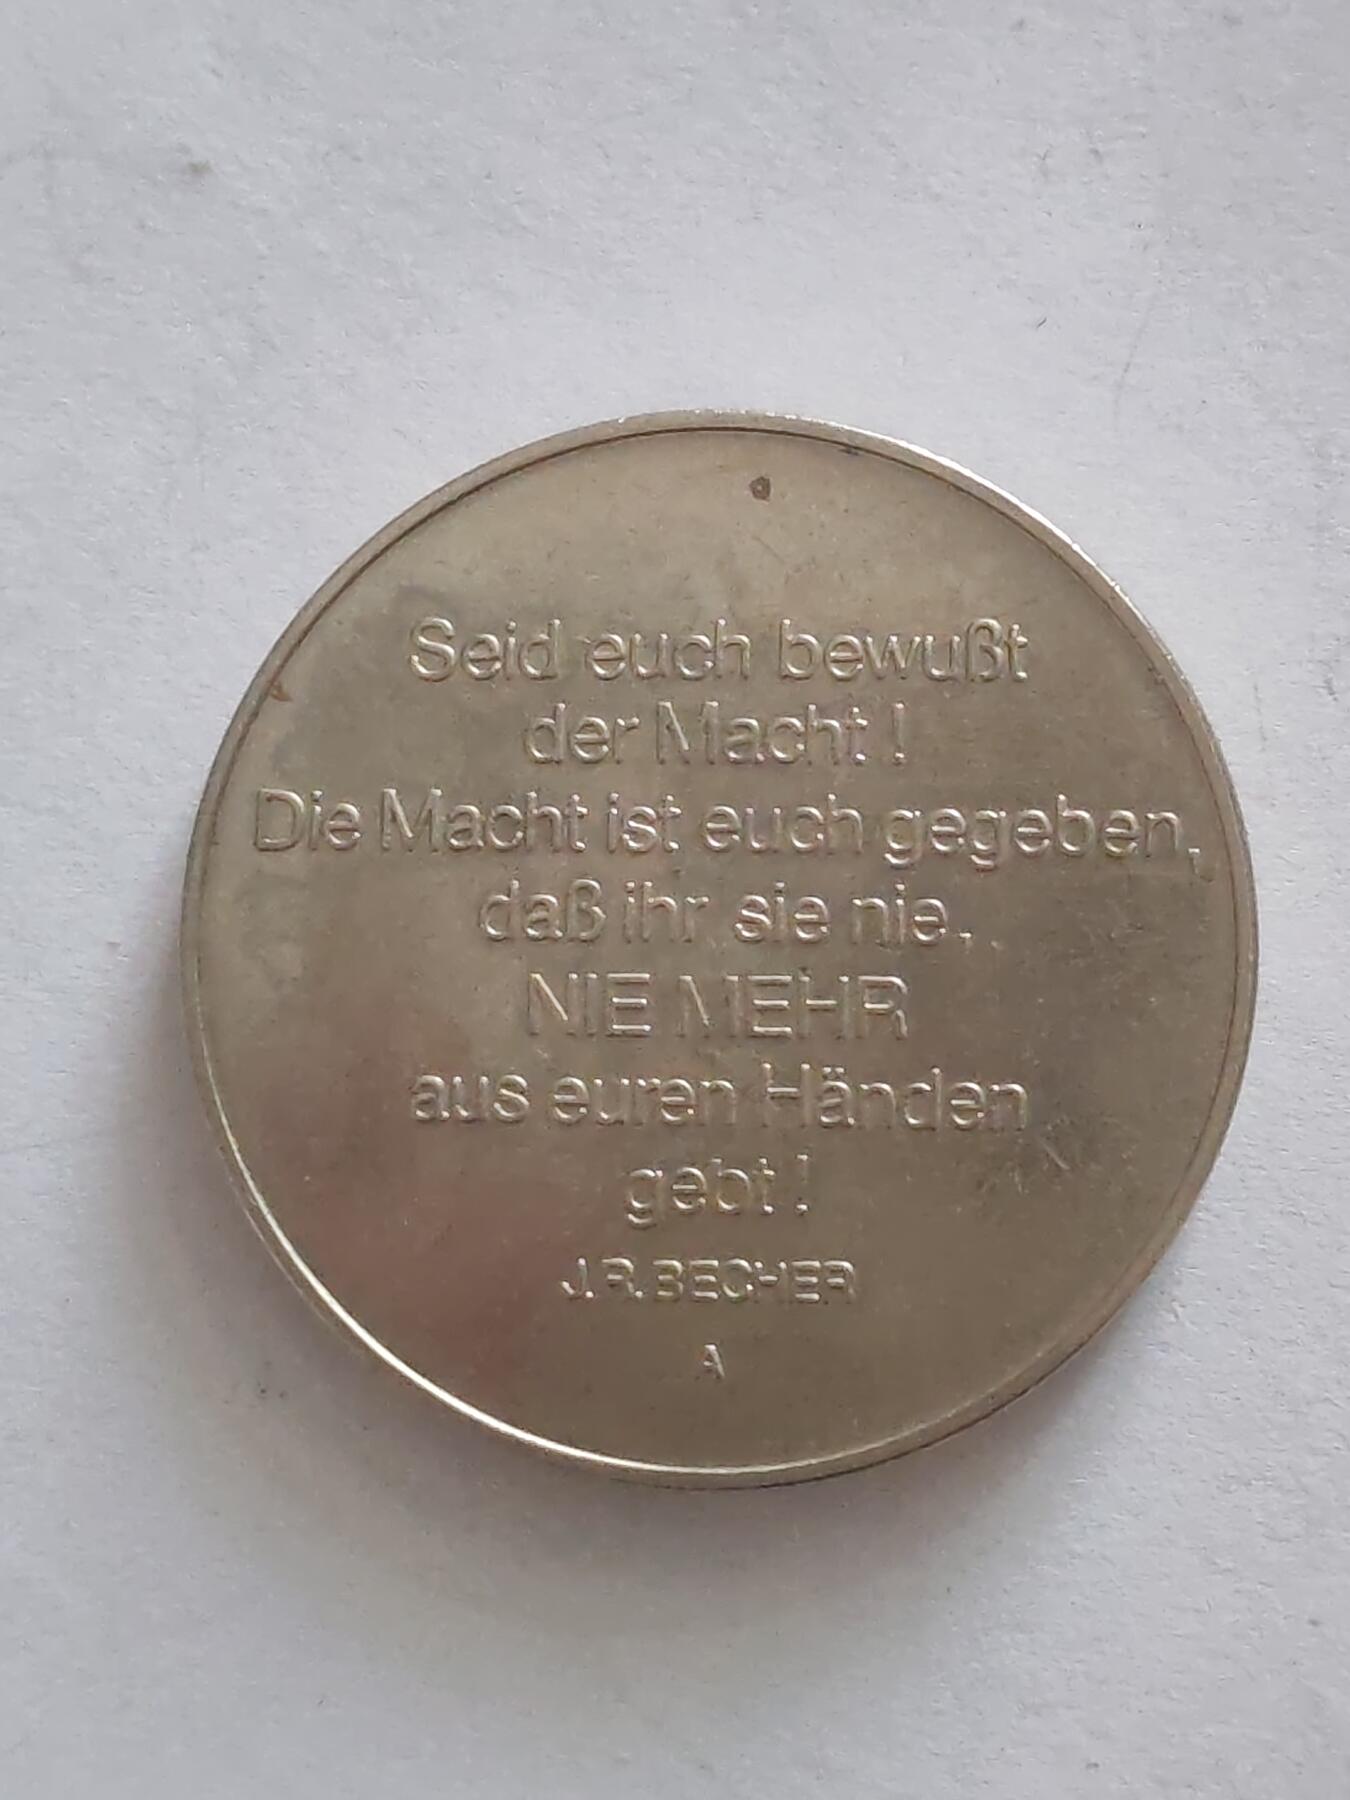 Seid euch bewußt
der Macht!
Die Macht ist euch gegeben,
daß ihr sie nie,
NIE MEHR
aus euren Händen
gebt!
J.R.BECHER
A